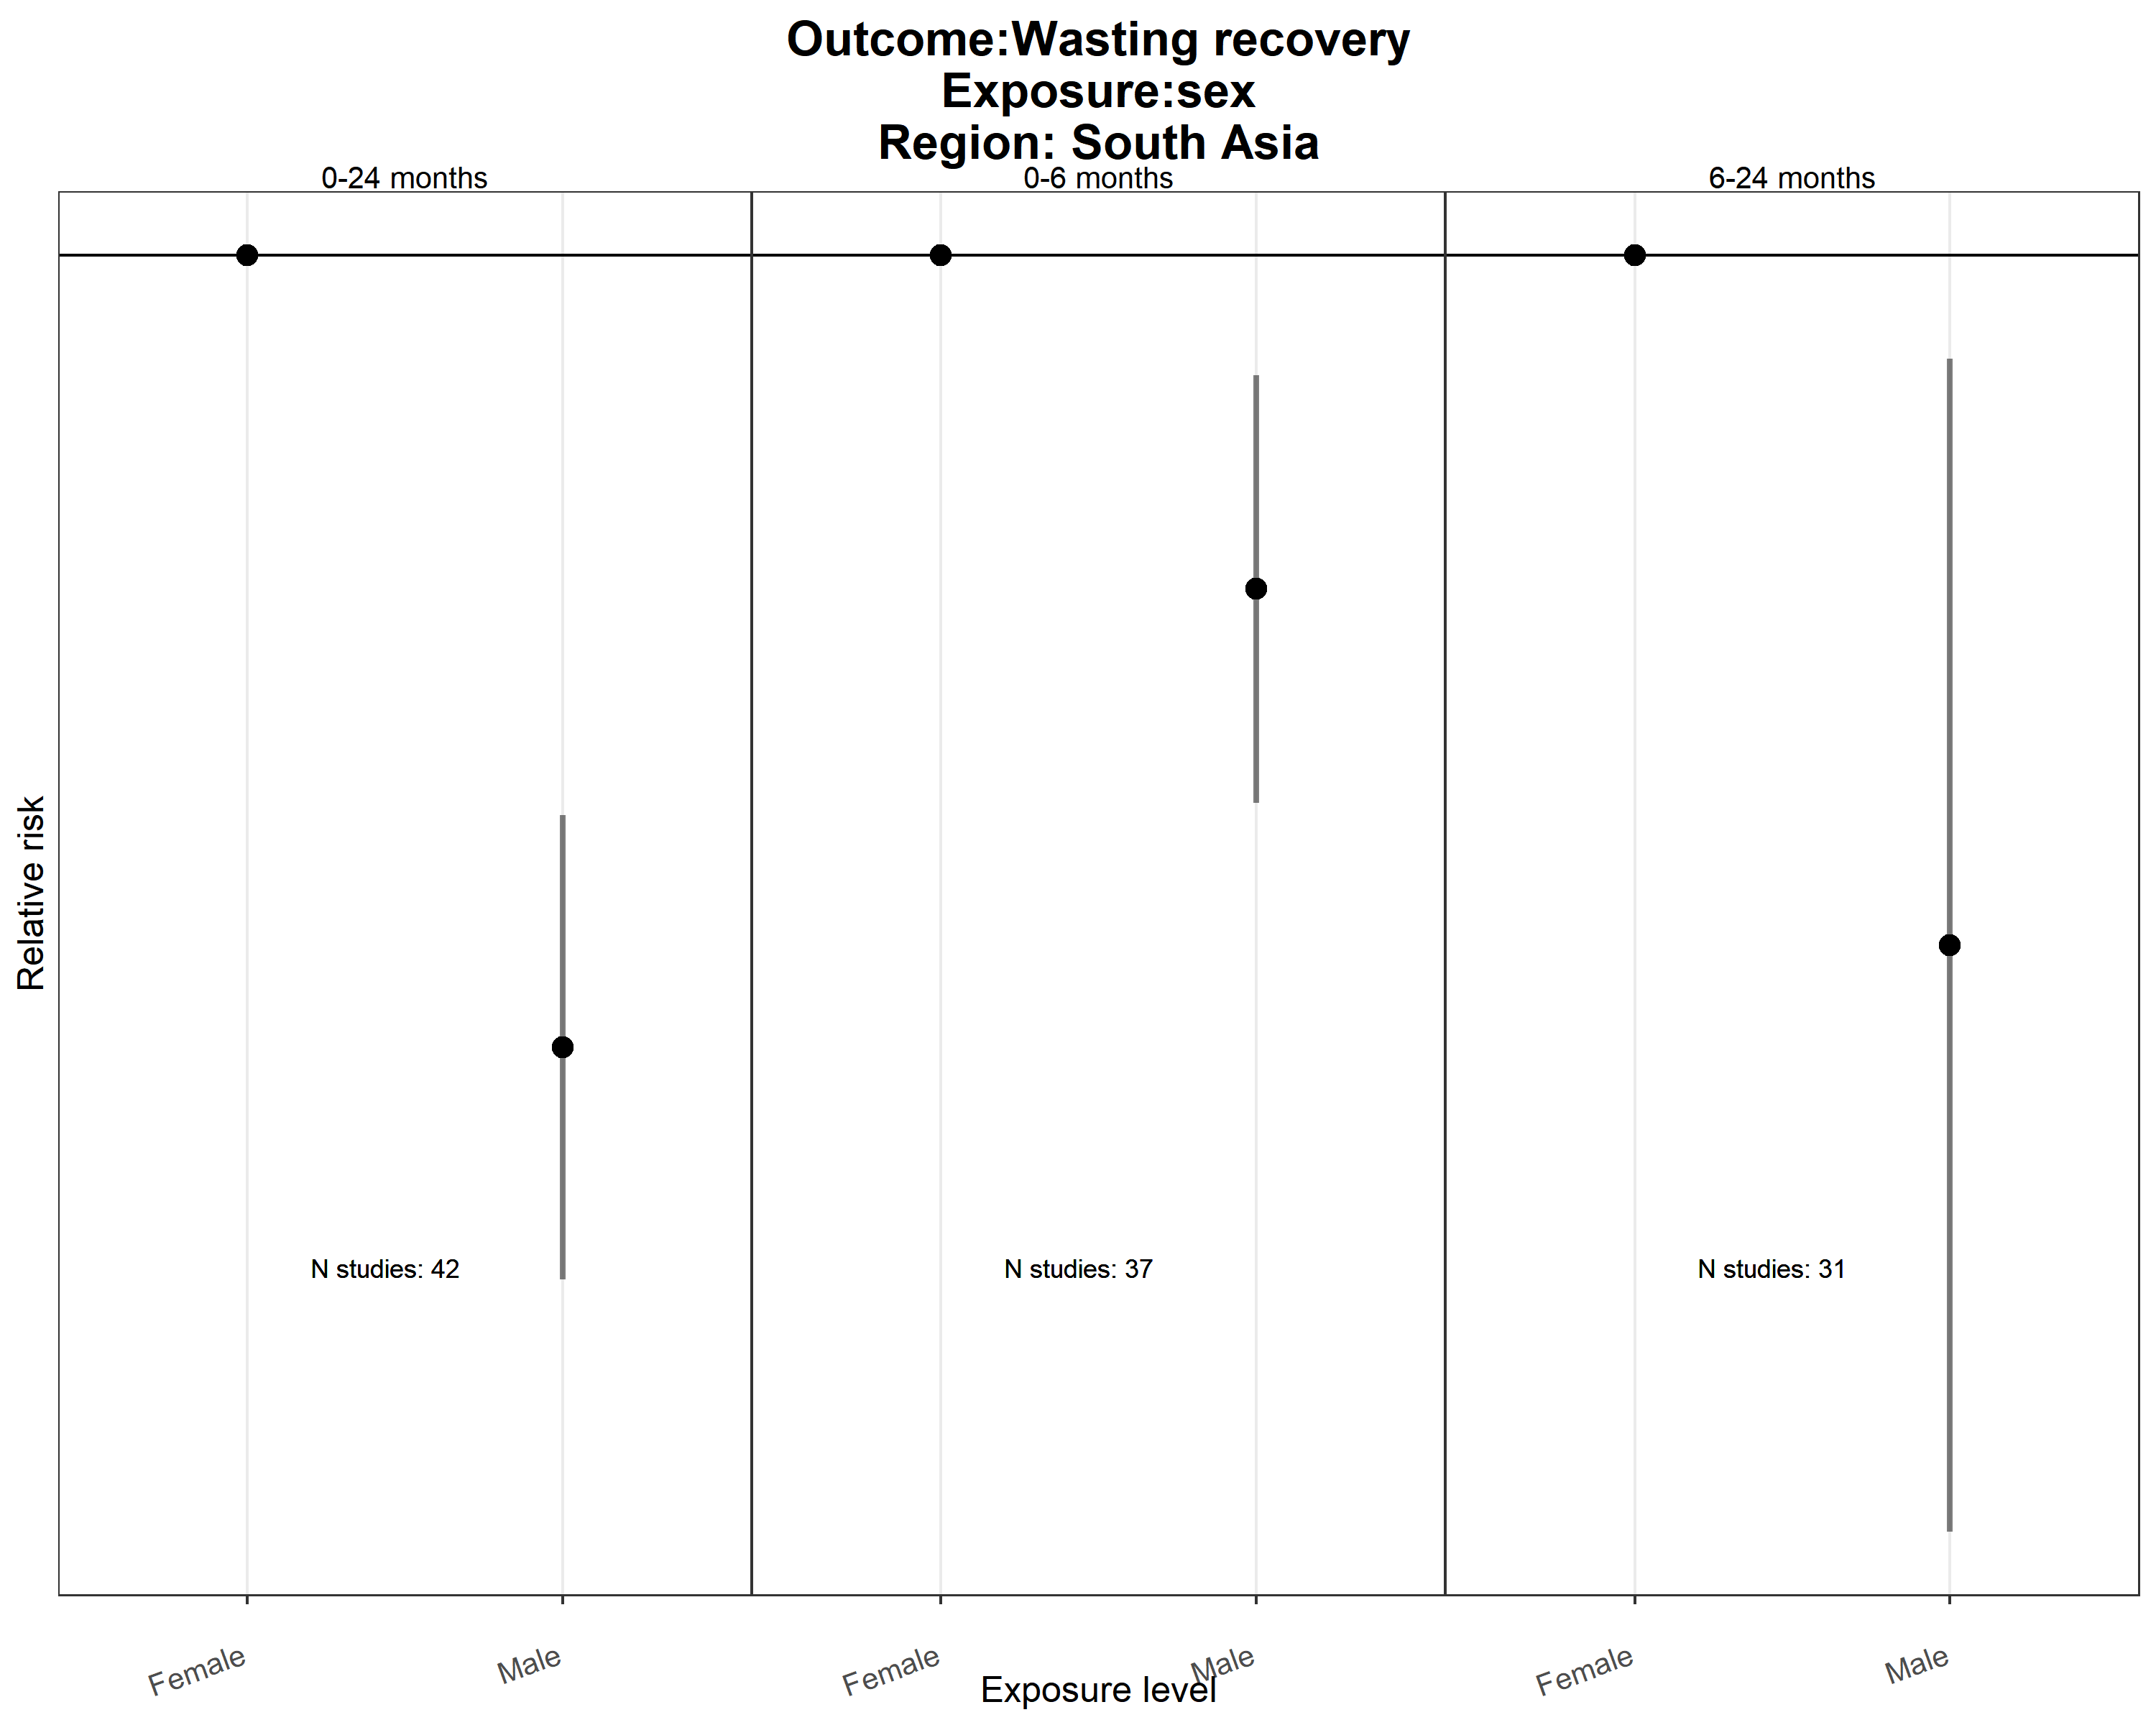 Outcome:Wasting recovery
Exposure:sex
Region: South Asia
0-24 months
0-6 months
6-24 months
Relative risk
N studies: 42
N studies: 37
N studies: 31
Female
Male
Female
Male
Female
Male
Exposure level